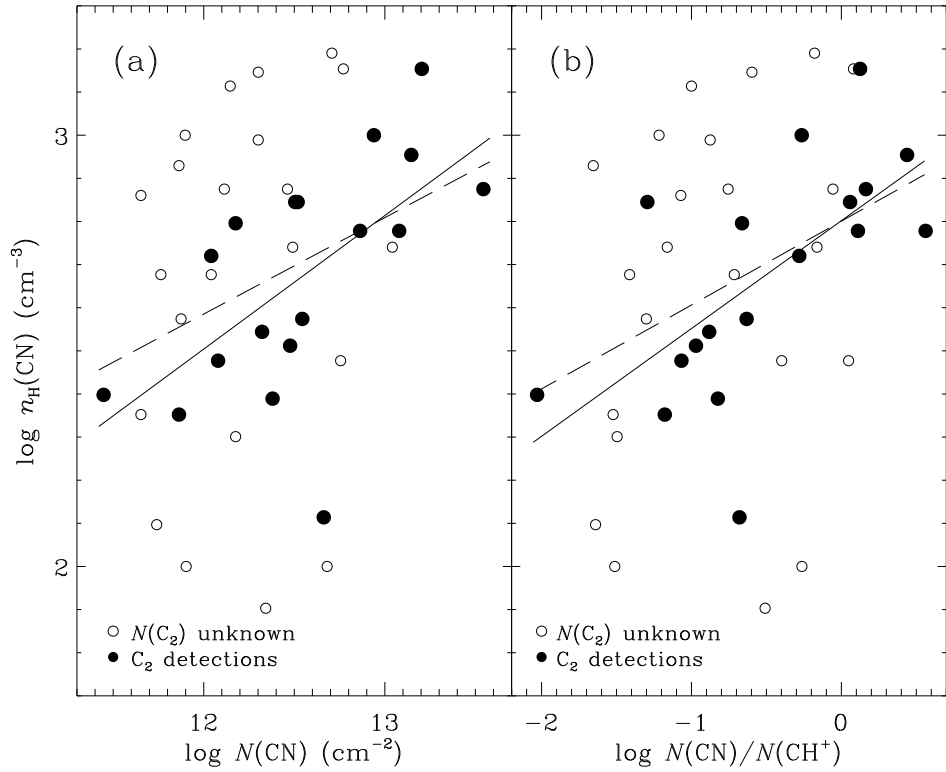 (a)
(b)
3
2
log n_H(CN) (cm⁻³)
○ N(C₂) unknown
● C₂ detections
○ N(C₂) unknown
● C₂ detections
12 13
−2 −1 0
log N(CN) (cm⁻²)
log N(CN)/N(CH⁺)